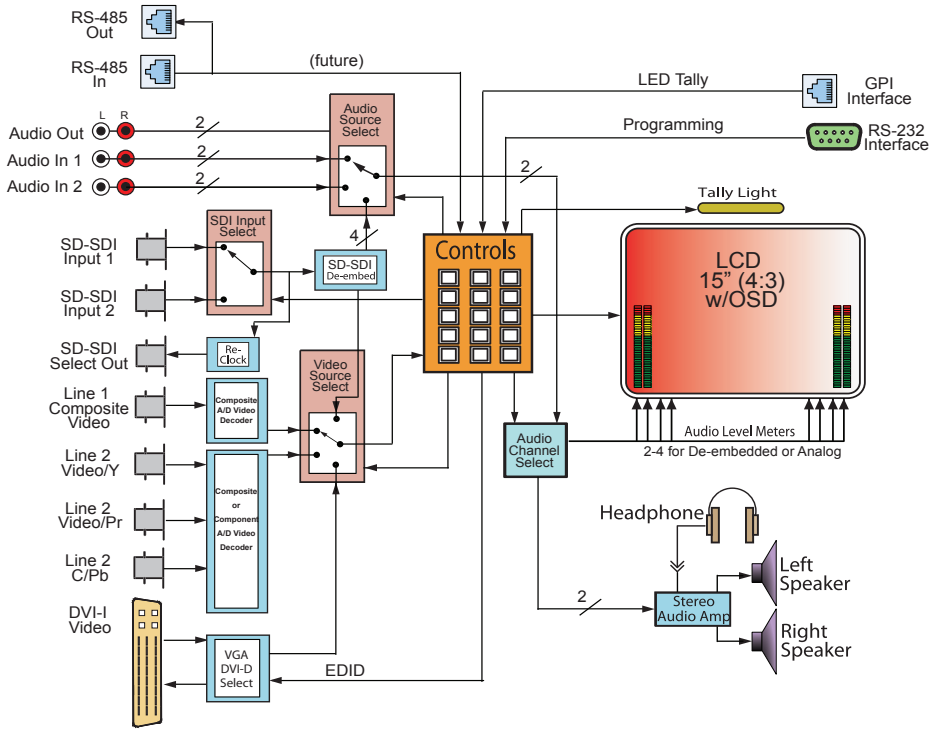 RS-485
Out
RS-485
In
(future)
LED Tally
GPI
Interface
Programming
RS-232
Interface
L R
Audio Out
2
Audio In 1
2
Audio In 2
2
Audio
Source
Select
2
4
Tally Light
SDI Input
Select
SD-SDI
Input 1
SD-SDI
Input 2
SD-SDI
De-embed
Controls
LCD
15” (4:3)
w/OSD
SD-SDI
Select Out
Re-
Clock
Video
Source
Select
Line 1
Composite
Video
Composite
A/D Video
Decoder
Line 2
Video/Y
Line 2
Video/Pr
Line 2
C/Pb
Composite
or
Component
A/D Video
Decoder
Audio
Channel
Select
Audio Level Meters
2-4 for De-embedded or Analog
Headphone
Left
Speaker
2
Stereo
Audio Amp
Right
Speaker
DVI-I
Video
VGA
DVI-D
Select
EDID